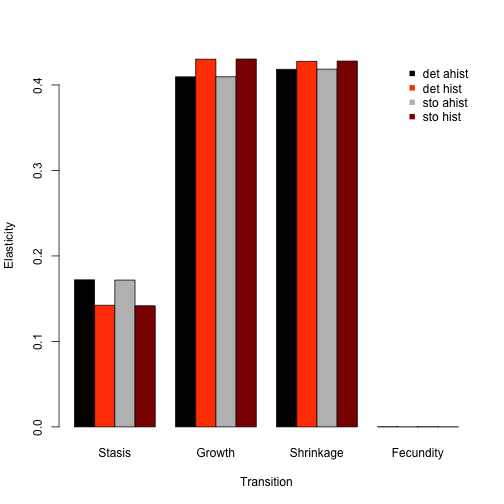 det ahist
det hist
sto ahist
sto hist
0.4
0.3
0.2
0.1
0.0
Elasticity
Stasis Growth Shrinkage Fecundity
Transition